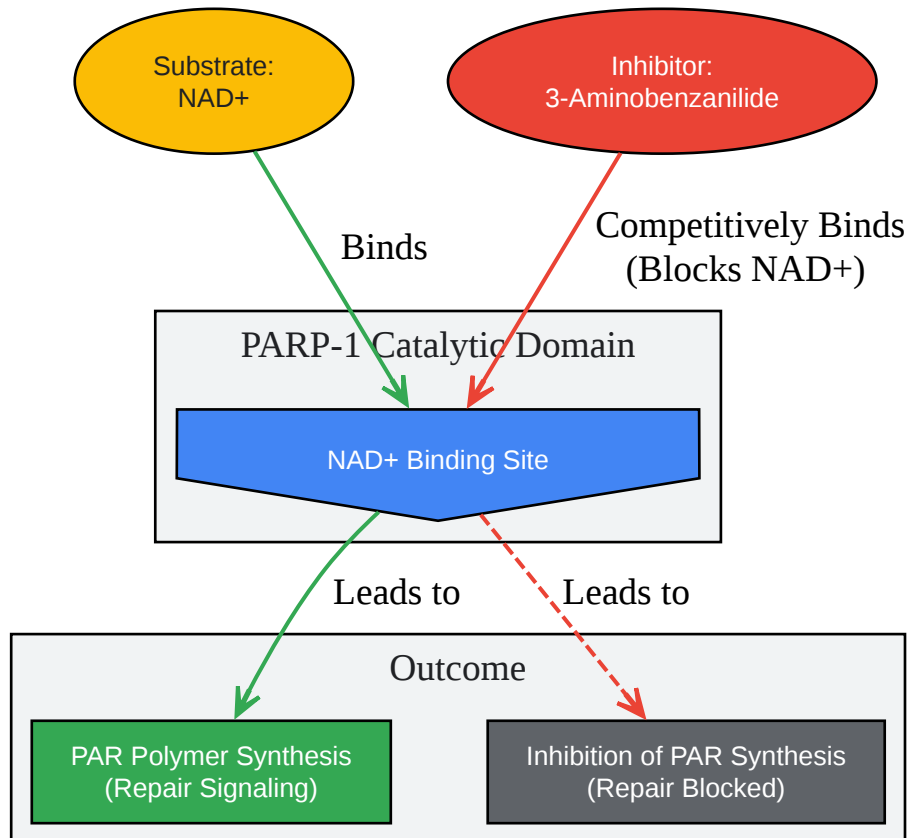 Substrate:
NAD+
Inhibitor:
3-Aminobenzanilide
Binds
Competitively Binds
(Blocks NAD+)
PARP-1 Catalytic Domain
NAD+ Binding Site
Leads to
Leads to
Outcome
PAR Polymer Synthesis
(Repair Signaling)
Inhibition of PAR Synthesis
(Repair Blocked)